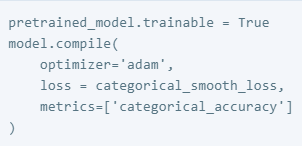 pretrained_model.trainable = True
model.compile(
    optimizer='adam',
    loss = categorical_smooth_loss,
    metrics=['categorical_accuracy']
)